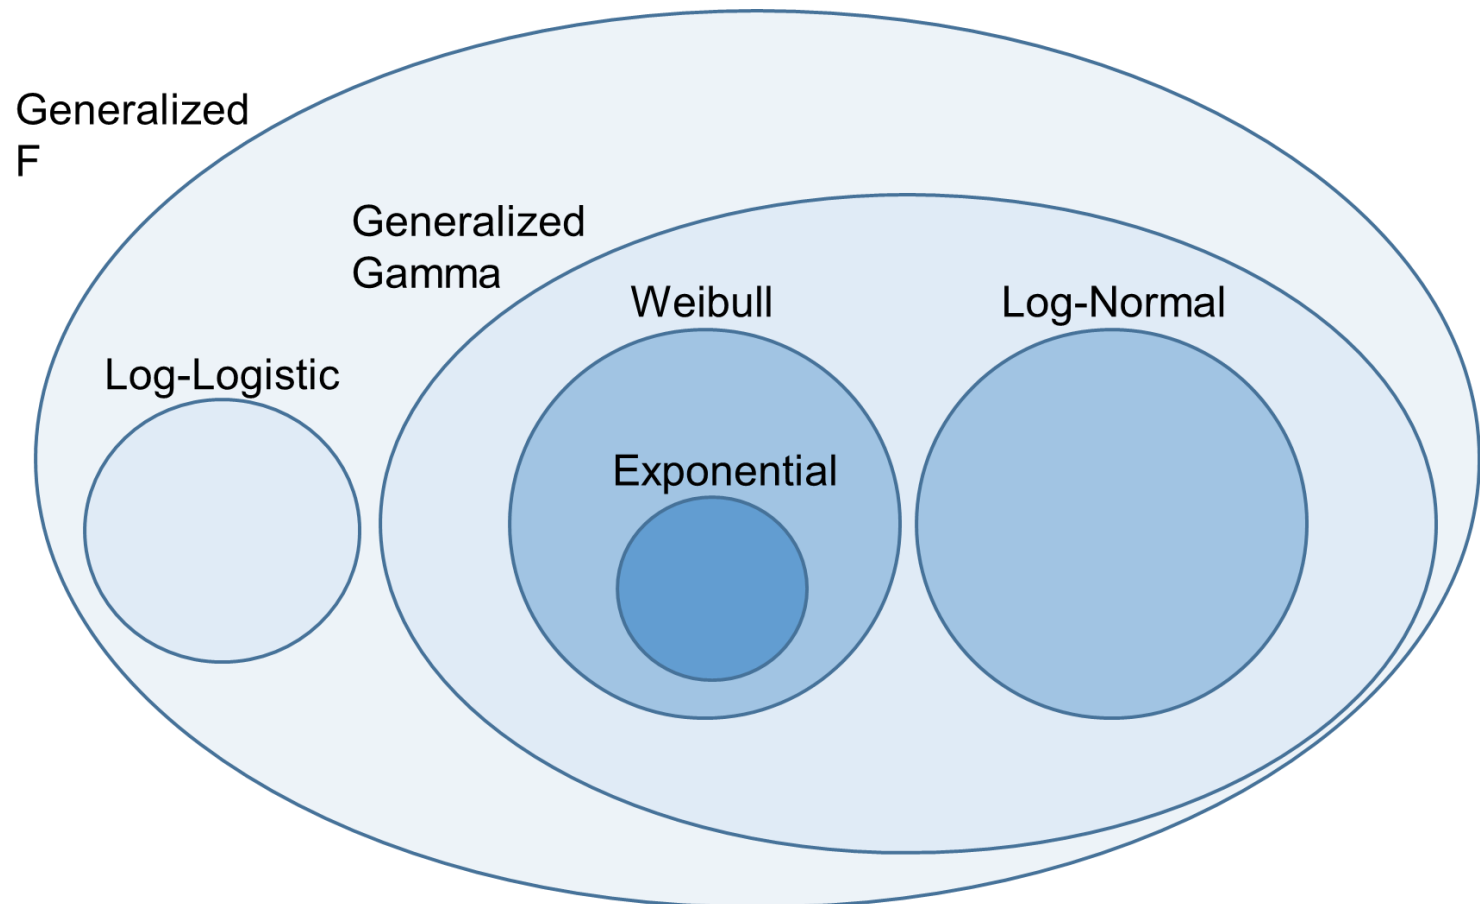 Generalized
F
Generalized
Gamma
Weibull
Log-Normal
Log-Logistic
Exponential